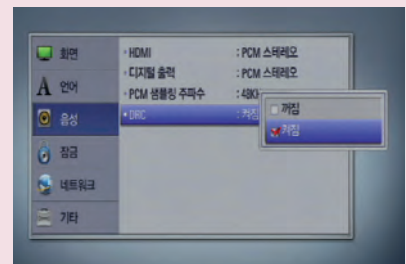 화면
A 언어
음성
잠금
네트워크
기타
• HDMI : PCM 스테레오
• 디지털 출력 : PCM 스테레오
• PCM 샘플링 주파수 : 48KH
• DRC : 켜짐
꺼짐
켜짐